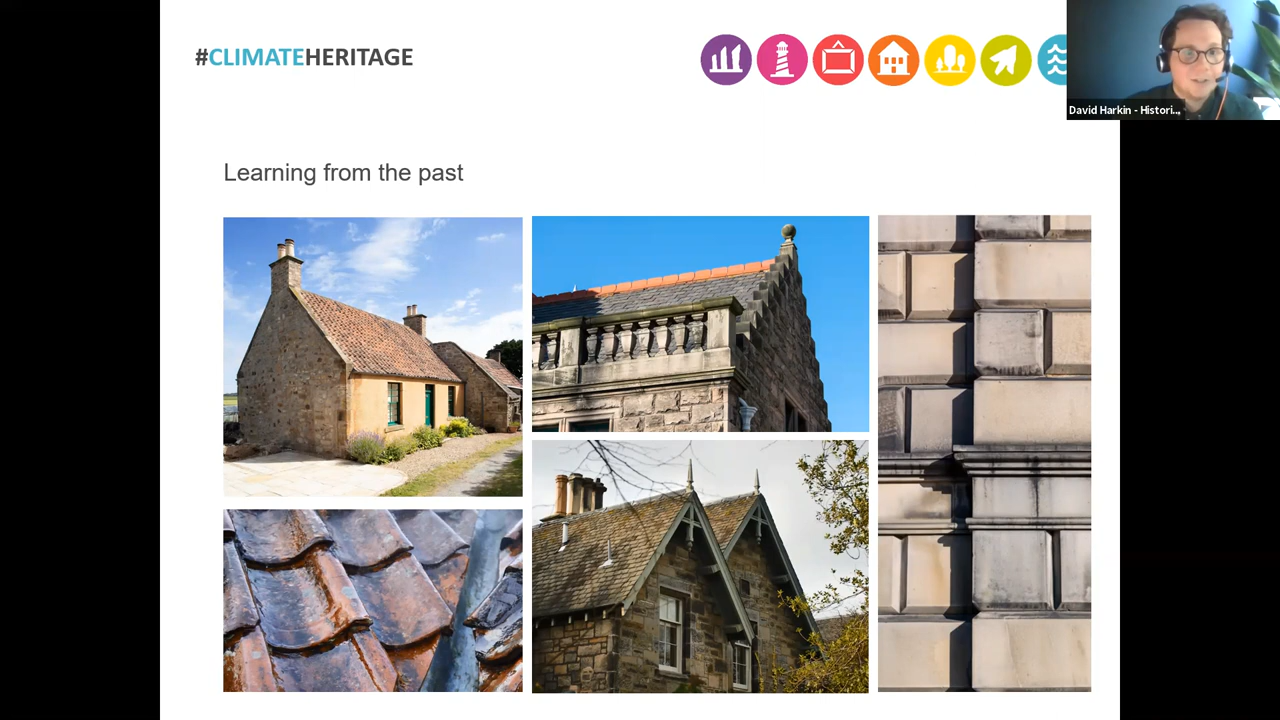 #CLIMATEHERITAGE
David Harkin - Histori...
Learning from the past